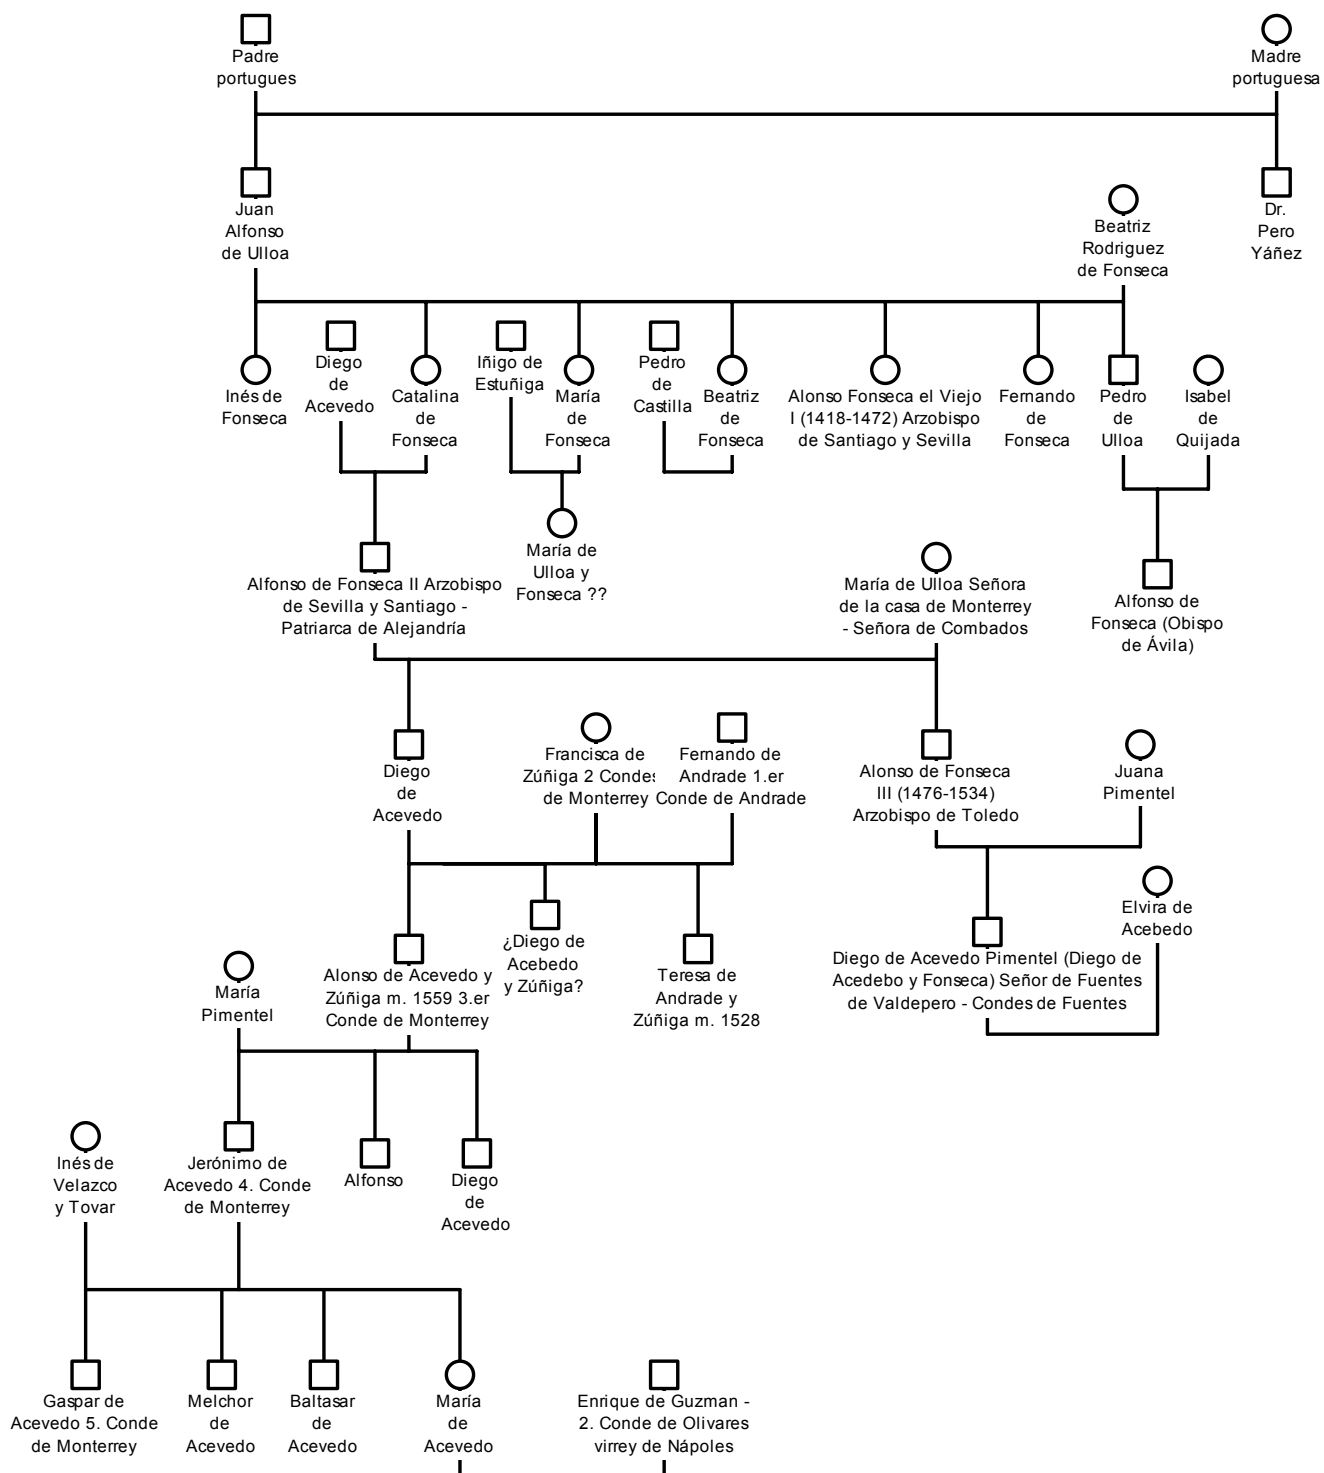 Padre
portugues
Madre
portuguesa
Juan
Alfonso
de Ulloa
Beatriz
Rodriguez
de Fonseca
Dr.
Pero
Yáñez
Inés de
Fonseca
Diego
de
Acevedo
Catalina
de
Fonseca
Iñigo de
Estuñiga
María
de
Fonseca
Pedro
de
Castilla
Beatriz
de
Fonseca
Alonso Fonseca el Viejo
I (1418-1472) Arzobispo
de Santiago y Sevilla
Fernando
de
Fonseca
Pedro
de
Ulloa
Isabel
de
Quijada
Alfonso de Fonseca II Arzobispo
de Sevilla y Santiago -
Patriarca de Alejandría
María de
Ulloa y
Fonseca ??
María de Ulloa Señora
de la casa de Monterrey
- Señora de Combados
Alfonso de
Fonseca (Obispo
de Ávila)
Diego
de
Acevedo
Francisca de
Zúñiga 2 Condes
de Monterrey
Fernando de
Andrade 1.er
Conde de Andrade
Alonso de Fonseca
III (1476-1534)
Arzobispo de Toledo
Juana
Pimentel
Elvira de
Acebedo
María
Pimentel
Alonso de Acevedo y
Zúñiga m. 1559 3.er
Conde de Monterrey
¿Diego de
Acebedo
y Zúñiga?
Teresa de
Andrade y
Zúñiga m. 1528
Diego de Acevedo Pimentel (Diego de
Acedebo y Fonseca) Señor de Fuentes
de Valdepero - Condes de Fuentes
Inés de
Velazco
y Tovar
Jerónimo de
Acevedo 4. Conde
de Monterrey
Alfonso
Diego
de
Acevedo
Gaspar de
Acevedo 5. Conde
de Monterrey
Melchor
de
Acevedo
Baltasar
de
Acevedo
María
de
Acevedo
Enrique de Guzman -
2. Conde de Olivares
virrey de Nápoles